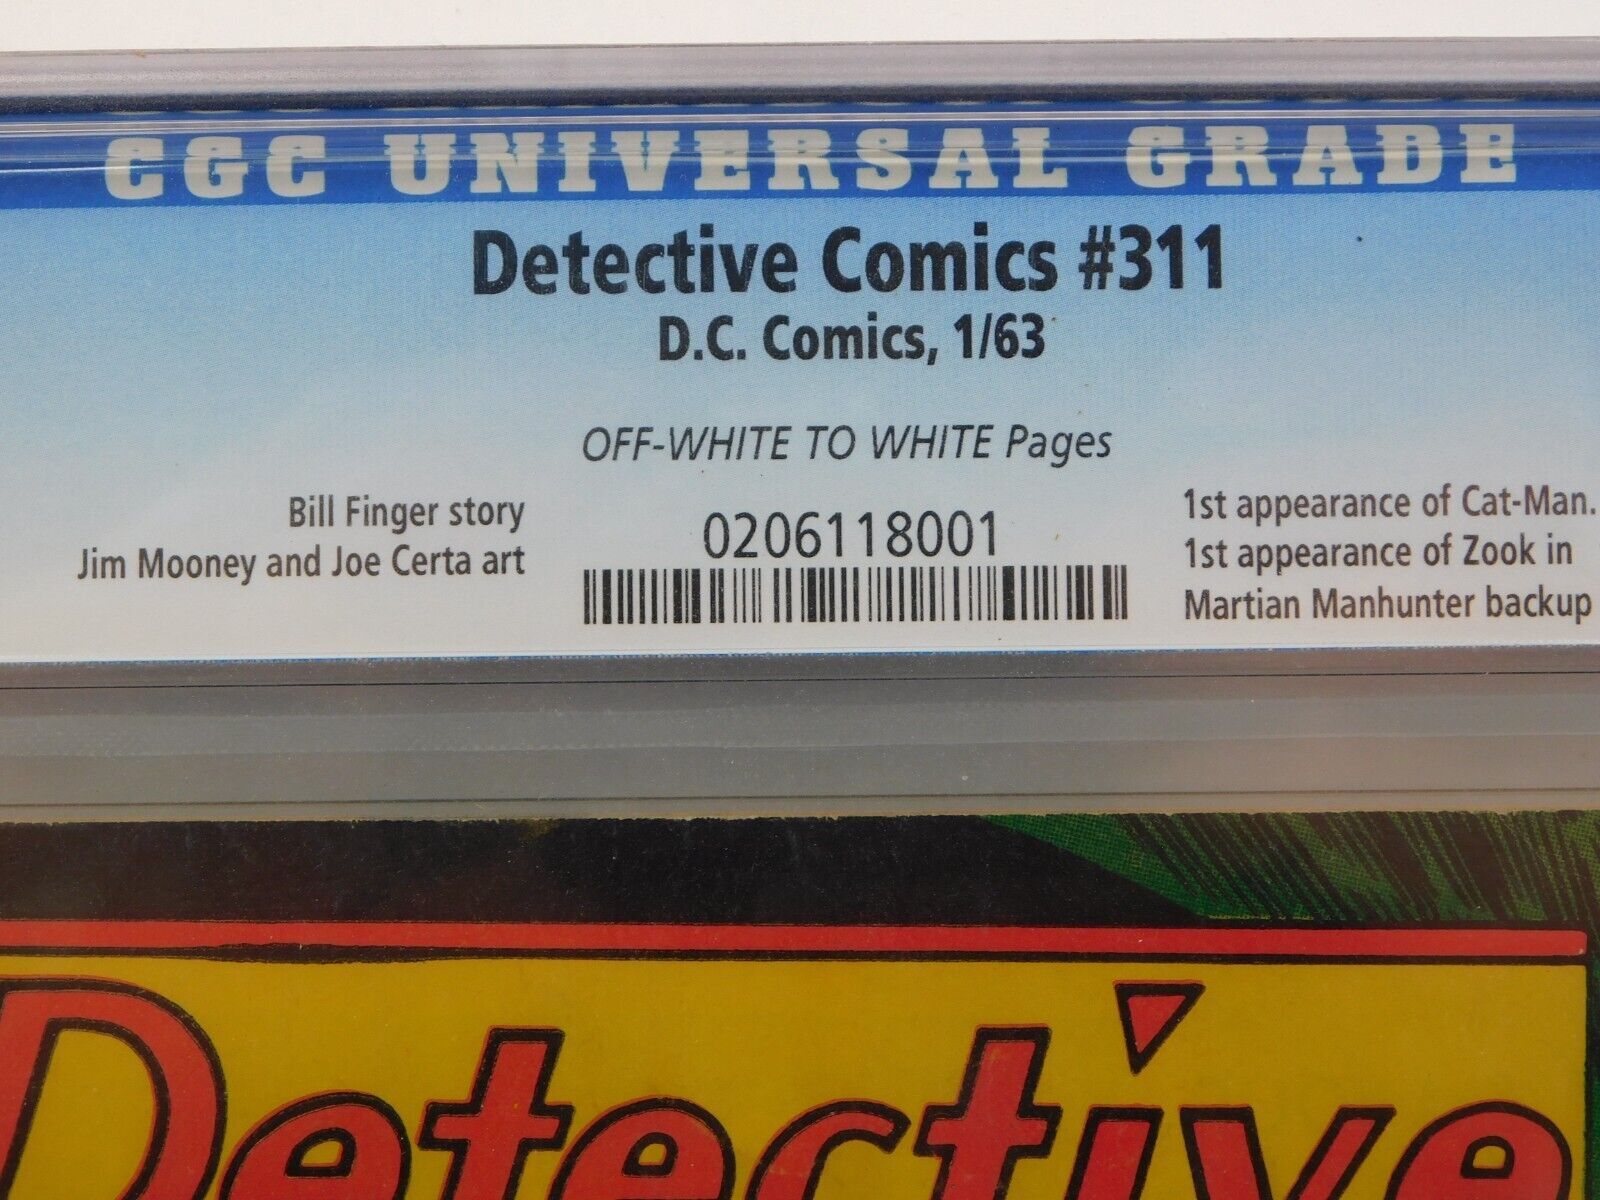 CGC UNIVERSAL GRADE
Detective Comics #311
D.C. Comics, 1/63
OFF-WHITE TO WHITE Pages
Bill Finger story
Jim Mooney and Joe Certa art
0206118001
1st appearance of Cat-Man.
1st appearance of Zook in
Martian Manhunter backup
Detective